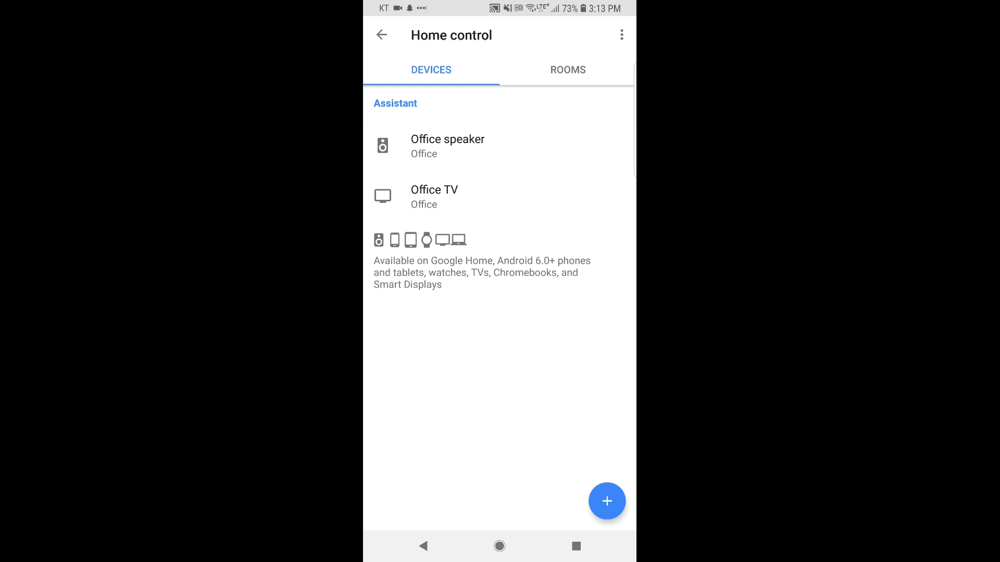 KT HD LTE+ 73% 3:13 PM
Home control
DEVICES ROOMS
Assistant
Office speaker
Office
Office TV
Office
Available on Google Home, Android 6.0+ phones
and tablets, watches, TVs, Chromebooks, and
Smart Displays